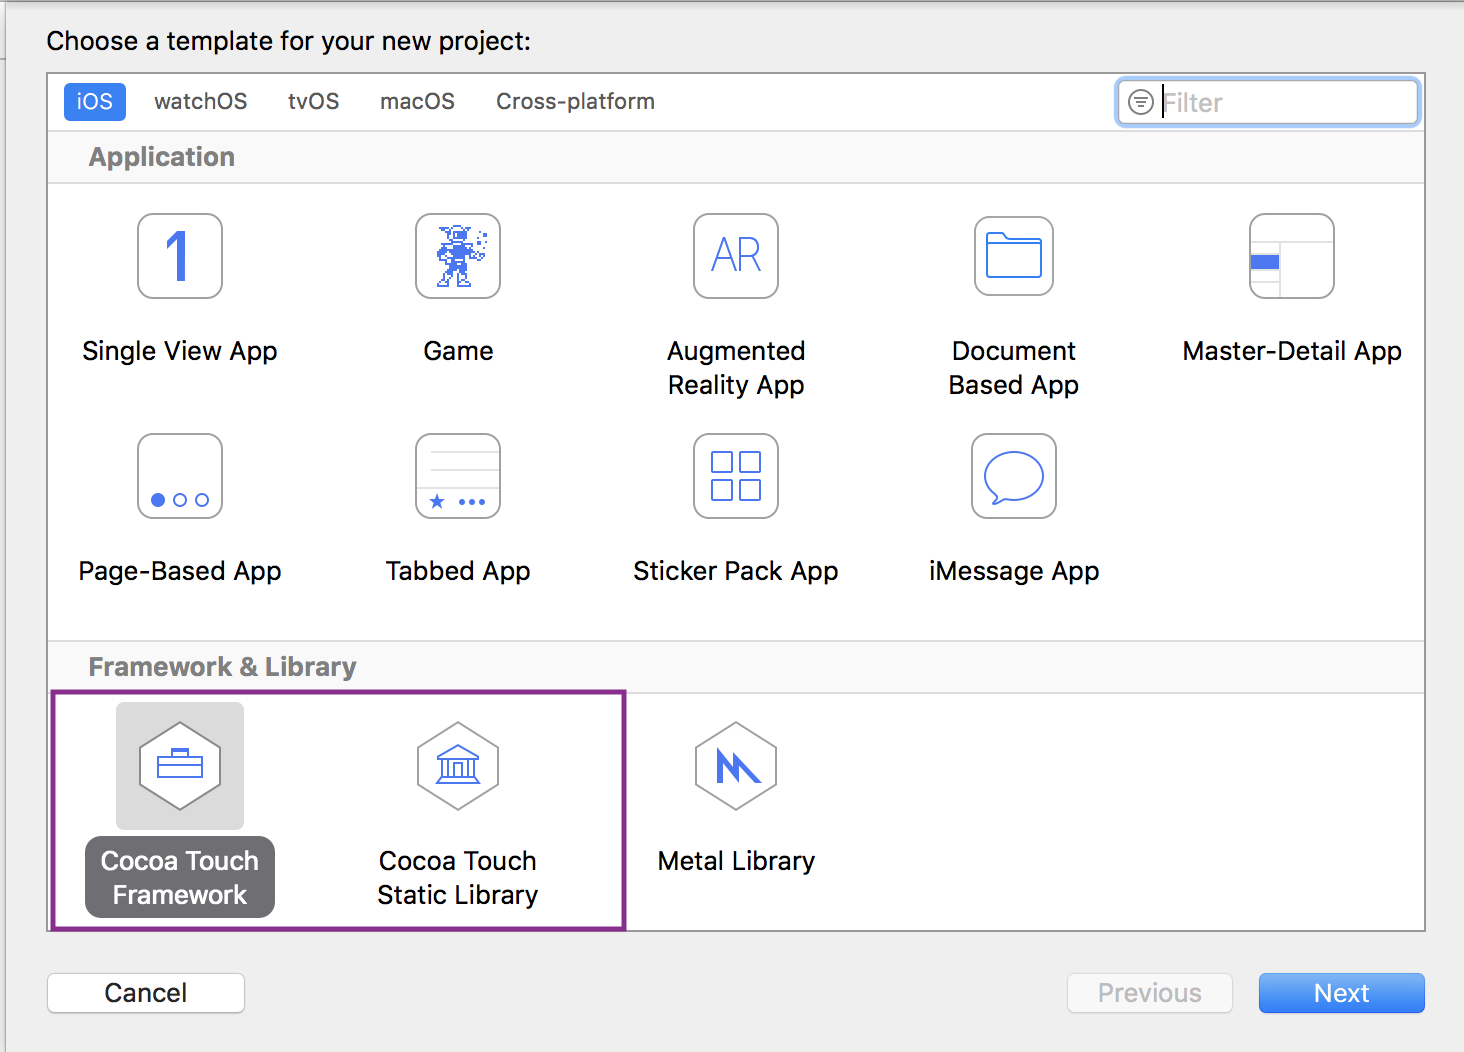 Choose a template for your new project:
iOS watchOS tvOS macOS Cross-platform Filter
Application
1 AR
Single View App Game Augmented Reality App Document Based App Master-Detail App
Page-Based App Tabbed App Sticker Pack App iMessage App
Framework & Library
Cocoa Touch Framework Cocoa Touch Static Library Metal Library
Cancel Previous Next